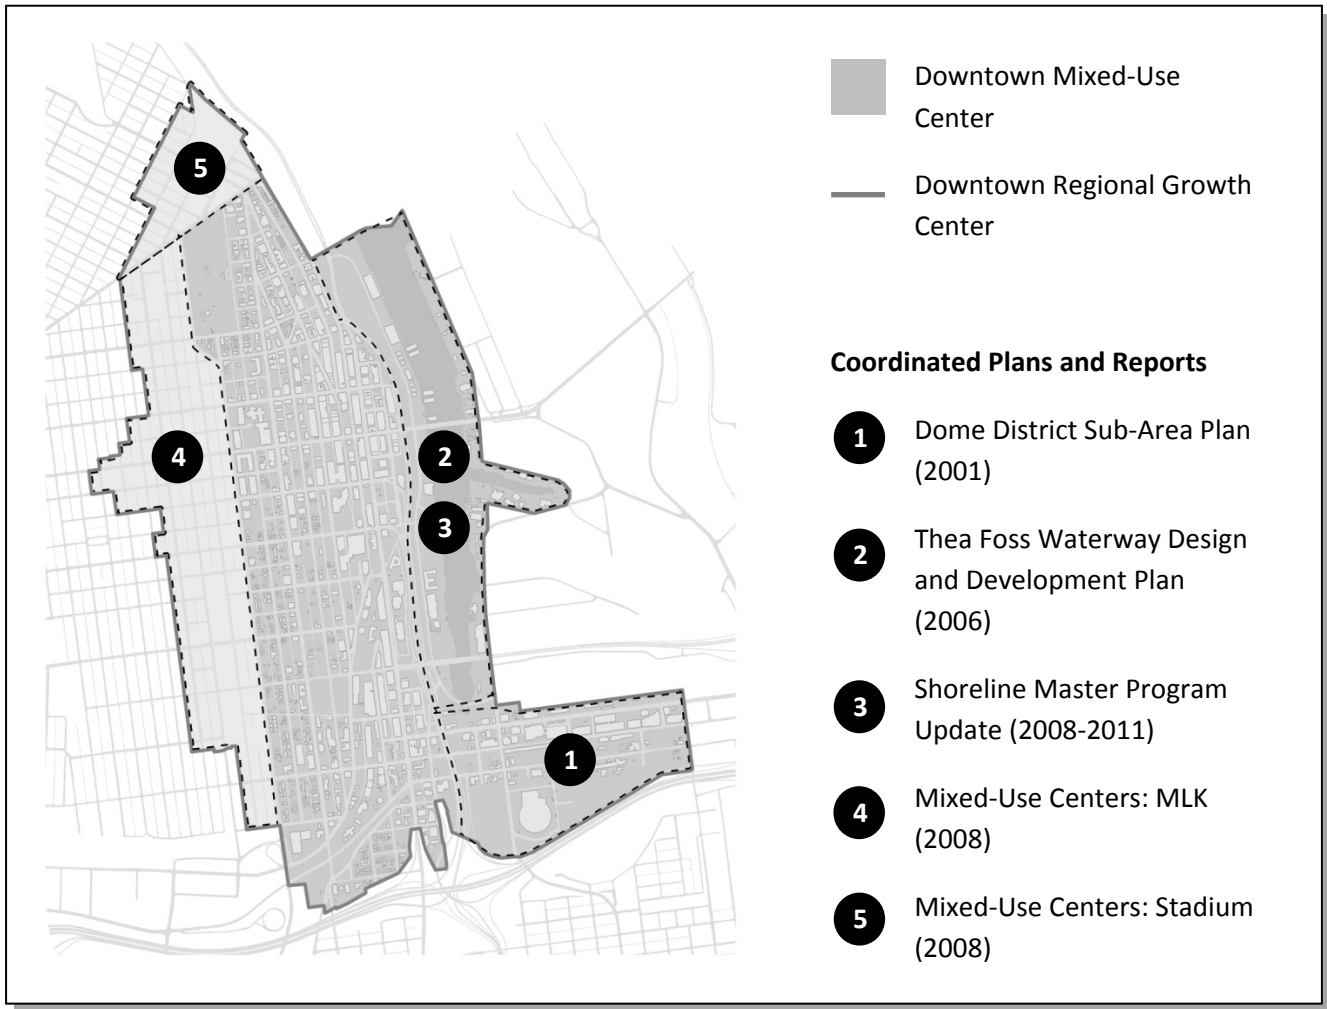 Downtown Mixed-Use
Center
Downtown Regional Growth
Center
Coordinated Plans and Reports
1 Dome District Sub-Area Plan
(2001)
2 Thea Foss Waterway Design
and Development Plan
(2006)
3 Shoreline Master Program
Update (2008-2011)
4 Mixed-Use Centers: MLK
(2008)
5 Mixed-Use Centers: Stadium
(2008)
5
4
2
3
1